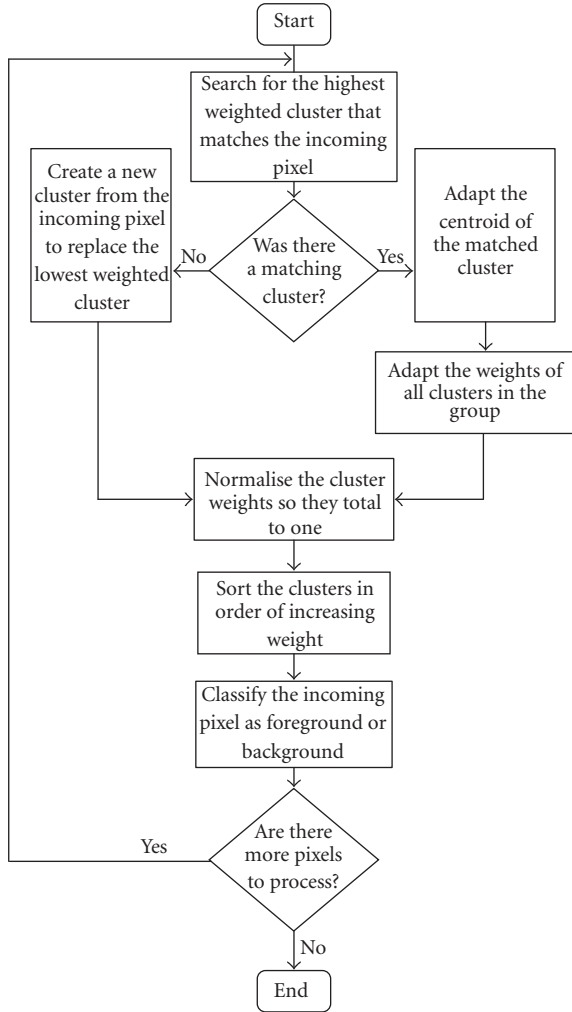 Start
Search for the highest
weighted cluster that
matches the incoming
pixel
Create a new
cluster from the
incoming pixel
to replace the
lowest weighted
cluster
No
Was there
a matching
cluster?
Yes
Adapt the
centroid of
the matched
cluster
Adapt the weights of
all clusters in the
group
Normalise the cluster
weights so they total
to one
Sort the clusters in
order of increasing
weight
Classify the incoming
pixel as foreground or
background
Yes
Are there
more pixels
to process?
No
End